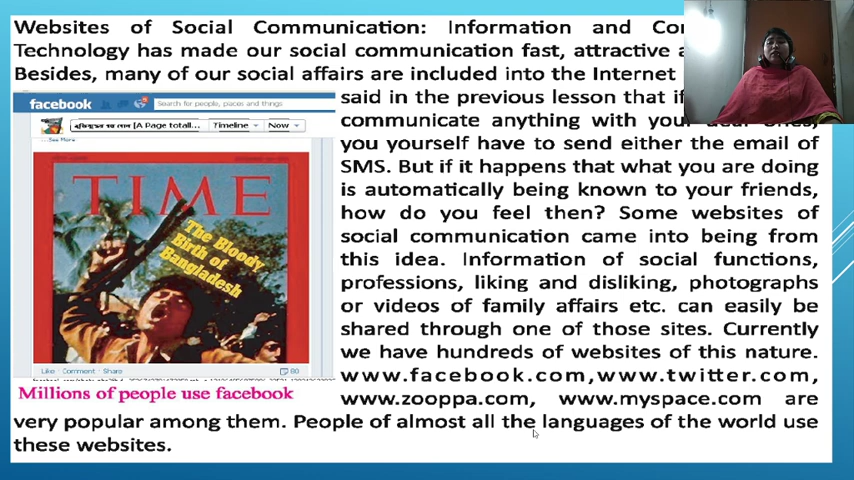 Websites of Social Communication: Information and
Technology has made our social communication fast, attractive
Besides, many of our social affairs are included into the Internet
said in the previous lesson that if
communicate anything with your dear ones,
you yourself have to send either the email of
SMS. But if it happens that what you are doing
is automatically being known to your friends,
how do you feel then? Some websites of
social communication came into being from
this idea. Information of social functions,
professions, liking and disliking, photographs
or videos of family affairs etc. can easily be
shared through one of those sites. Currently
we have hundreds of websites of this nature.
www.facebook.com,www.twitter.com,
www.zooppa.com, www.myspace.com are
very popular among them. People of almost all the languages of the world use
these websites.
facebook
Search for people, places and things
[A Page totall... Timeline Now
See More
TIME
The Bloody
Birth of
Bangladesh
Like Comment Share 80
Millions of people use facebook